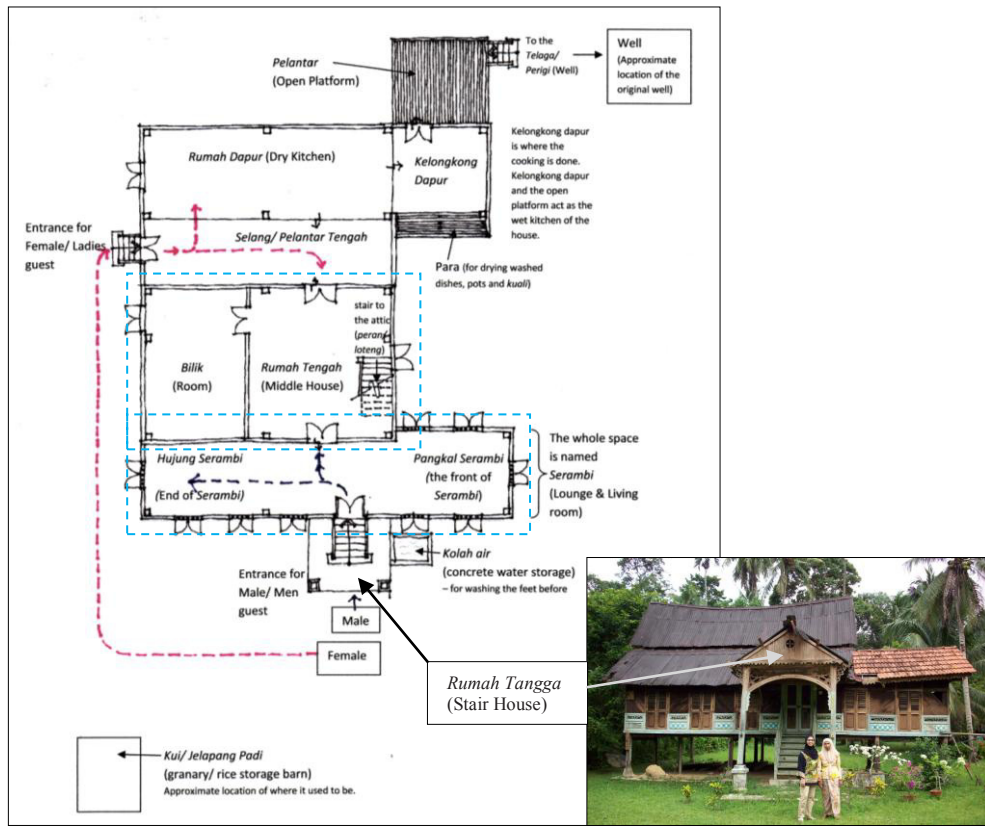 Pelantar
(Open Platform)
To the
Telaga/
Perigi (Well)
Well
(Approximate
location of the
original well)
Rumah Dapur (Dry Kitchen)
Kelongkong
Dapur
Kelongkong dapur
is where the
cooking is done.
Kelongkong dapur
and the open
platform act as the
wet kitchen of the
house.
Entrance for
Female/ Ladies
guest
Selang/ Pelantar Tengah
Para (for drying washed
dishes, pots and kuali)
stair to
the attic
(peran/
loteng)
Bilik
(Room)
Rumah Tengah
(Middle House)
Hujung Serambi
(End of Serambi)
Pangkal Serambi
(the front of
Serambi)
The whole space
is named
Serambi
(Lounge & Living
room)
Kolah air
(concrete water storage)
– for washing the feet before
Entrance for
Male/ Men
guest
Male
Female
Rumah Tangga
(Stair House)
Kui/ Jelapang Padi
(granary/ rice storage barn)
Approximate location of where it used to be.